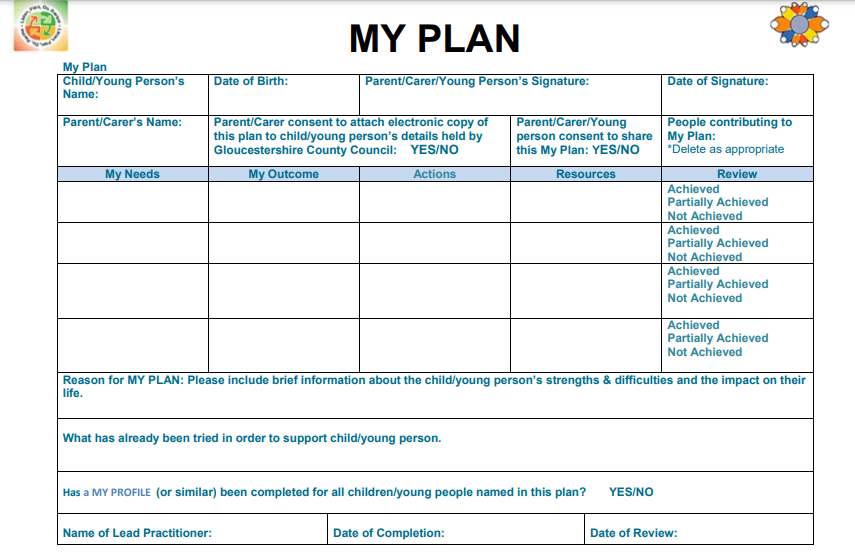 MY PLAN
My Plan
Child/Young Person's
Name:
Date of Birth:
Parent/Carer/Young Person's Signature:
Date of Signature:
Parent/Carer's Name:
Parent/Carer consent to attach electronic copy of
this plan to child/young person's details held by
Gloucestershire County Council: YES/NO
Parent/Carer/Young
person consent to share
this My Plan: YES/NO
People contributing to
My Plan:
*Delete as appropriate
My Needs
My Outcome
Actions
Resources
Review
Achieved
Partially Achieved
Not Achieved
Achieved
Partially Achieved
Not Achieved
Achieved
Partially Achieved
Not Achieved
Achieved
Partially Achieved
Not Achieved
Reason for MY PLAN: Please include brief information about the child/young person's strengths & difficulties and the impact on their
life.
What has already been tried in order to support child/young person.
Has a MY PROFILE (or similar) been completed for all children/young people named in this plan? YES/NO
Name of Lead Practitioner:
Date of Completion:
Date of Review: